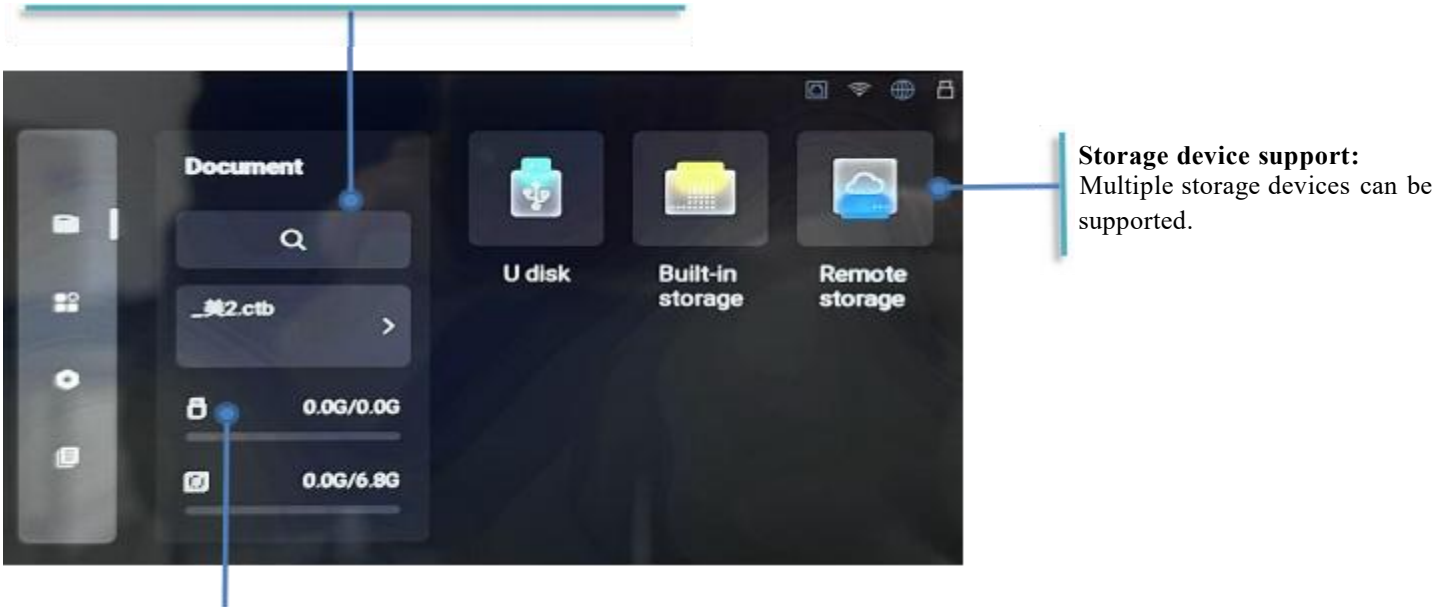 Document
_美2.ctb
0.0G/0.0G
0.0G/6.8G
U disk
Built-in
storage
Remote
storage
Storage device support:
Multiple storage devices can be
supported.